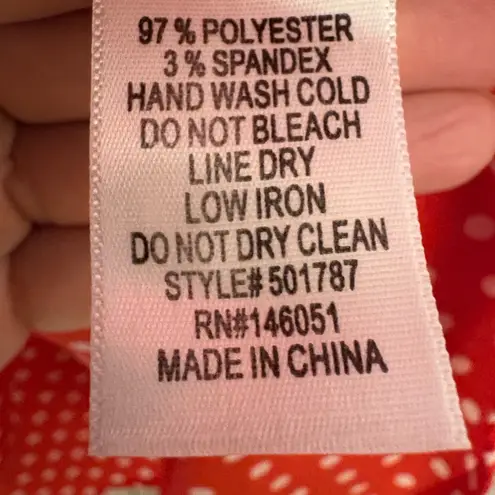 97 % POLYESTER
3 % SPANDEX
HAND WASH COLD
DO NOT BLEACH
LINE DRY
LOW IRON
DO NOT DRY CLEAN
STYLE# 501787
RN#146051
MADE IN CHINA